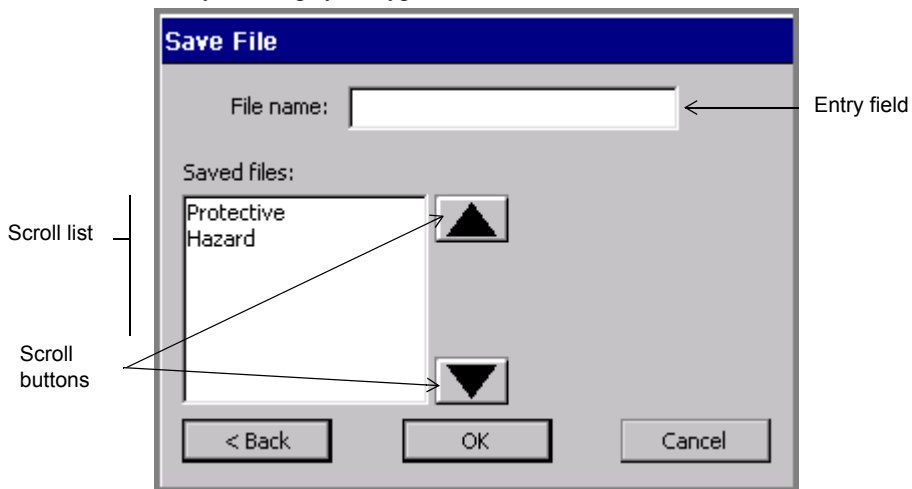 Save File
File name:
Entry field
Saved files:
Scroll list
Protective
Hazard
Scroll
buttons
< Back
OK
Cancel